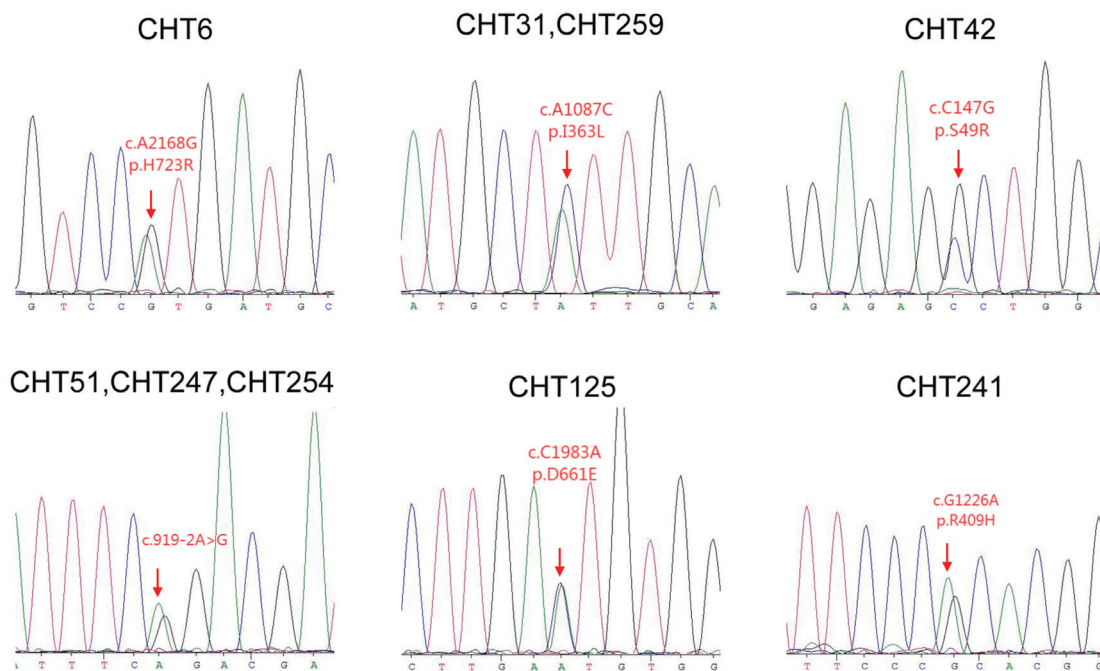 CHT6
c.A2168G
p.H723R
G T C C G T G A T G C
CHT31,CHT259
c.A1087C
p.I363L
A T G C T A T T G C A
CHT42
c.C147G
p.S49R
G A G A G C C T G G
CHT51,CHT247,CHT254
c.919-2A>G
T T T C A G A C G A
CHT125
c.C1983A
p.D661E
C T T G A A T G T G G
CHT241
c.G1226A
p.R409H
T T C C C G C A C G